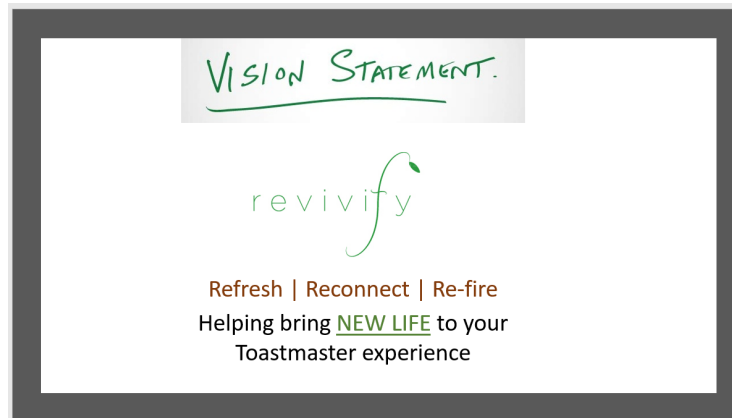 VISION STATEMENT.
revivify
Refresh | Reconnect | Re-fire
Helping bring NEW LIFE to your
Toastmaster experience